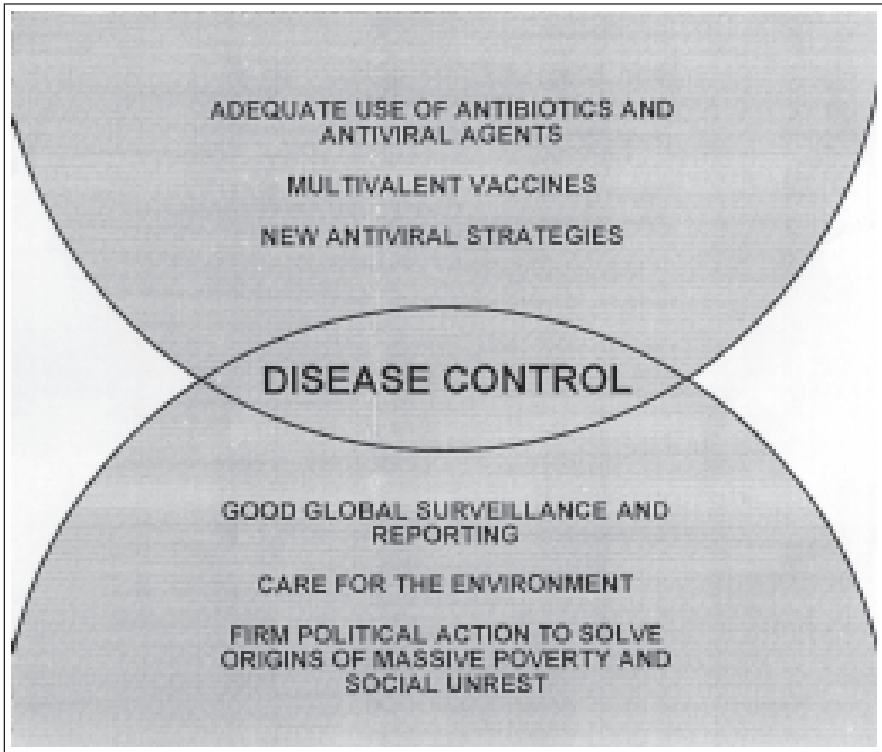 ADEQUATE USE OF ANTIBIOTICS AND
ANTIVIRAL AGENTS
MULTIVALENT VACCINES
NEW ANTIVIRAL STRATEGIES
DISEASE CONTROL
GOOD GLOBAL SURVEILLANCE AND
REPORTING
CARE FOR THE ENVIRONMENT
FIRM POLITICAL ACTION TO SOLVE
ORIGINS OF MASSIVE POVERTY AND
SOCIAL UNREST